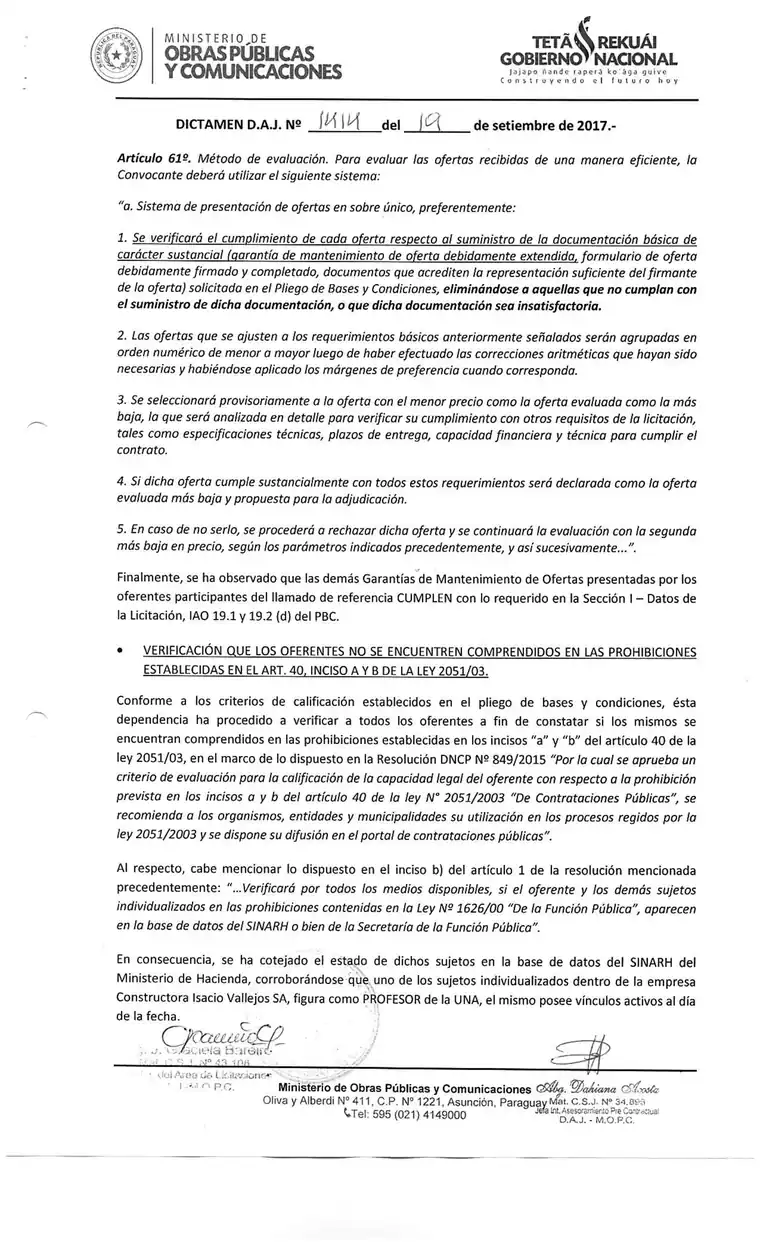 MINISTERIO DE
OBRAS PÚBLICAS
Y COMUNICACIONES
TETÃ REKUÁI
GOBIERNO NACIONAL
Jajapo ñande raperã ko'ãga guive
Construyendo el futuro hoy
DICTAMEN D.A.J. Nº 1414 del 19 de setiembre de 2017.-
Artículo 61º. Método de evaluación. Para evaluar las ofertas recibidas de una manera eficiente, la
Convocante deberá utilizar el siguiente sistema:
“a. Sistema de presentación de ofertas en sobre único, preferentemente:
1. Se verificará el cumplimiento de cada oferta respecto al suministro de la documentación básica de
carácter sustancial (garantía de mantenimiento de oferta debidamente extendida, formulario de oferta
debidamente firmado y completado, documentos que acrediten la representación suficiente del firmante
de la oferta) solicitada en el Pliego de Bases y Condiciones, eliminándose a aquellas que no cumplan con
el suministro de dicha documentación, o que dicha documentación sea insatisfactoria.
2. Las ofertas que se ajusten a los requerimientos básicos anteriormente señalados serán agrupadas en
orden numérico de menor a mayor luego de haber efectuado las correcciones aritméticas que hayan sido
necesarias y habiéndose aplicado los márgenes de preferencia cuando corresponda.
3. Se seleccionará provisoriamente a la oferta con el menor precio como la oferta evaluada como la más
baja, la que será analizada en detalle para verificar su cumplimiento con otros requisitos de la licitación,
tales como especificaciones técnicas, plazos de entrega, capacidad financiera y técnica para cumplir el
contrato.
4. Si dicha oferta cumple sustancialmente con todos estos requerimientos será declarada como la oferta
evaluada más baja y propuesta para la adjudicación.
5. En caso de no serlo, se procederá a rechazar dicha oferta y se continuará la evaluación con la segunda
más baja en precio, según los parámetros indicados precedentemente, y así sucesivamente...”.
Finalmente, se ha observado que las demás Garantías de Mantenimiento de Ofertas presentadas por los
oferentes participantes del llamado de referencia CUMPLEN con lo requerido en la Sección I – Datos de
la Licitación, IAO 19.1 y 19.2 (d) del PBC.
• VERIFICACIÓN QUE LOS OFERENTES NO SE ENCUENTREN COMPRENDIDOS EN LAS PROHIBICIONES
ESTABLECIDAS EN EL ART. 40, INCISO A Y B DE LA LEY 2051/03.
Conforme a los criterios de calificación establecidos en el pliego de bases y condiciones, ésta
dependencia ha procedido a verificar a todos los oferentes a fin de constatar si los mismos se
encuentran comprendidos en las prohibiciones establecidas en los incisos “a” y “b” del artículo 40 de la
ley 2051/03, en el marco de lo dispuesto en la Resolución DNCP Nº 849/2015 “Por la cual se aprueba un
criterio de evaluación para la calificación de la capacidad legal del oferente con respecto a la prohibición
prevista en los incisos a y b del artículo 40 de la ley N° 2051/2003 “De Contrataciones Públicas”, se
recomienda a los organismos, entidades y municipalidades su utilización en los procesos regidos por la
ley 2051/2003 y se dispone su difusión en el portal de contrataciones públicas”.
Al respecto, cabe mencionar lo dispuesto en el inciso b) del artículo 1 de la resolución mencionada
precedentemente: “...Verificará por todos los medios disponibles, si el oferente y los demás sujetos
individualizados en las prohibiciones contenidas en la Ley Nº 1626/00 “De la Función Pública”, aparecen
en la base de datos del SINARH o bien de la Secretaría de la Función Pública”.
En consecuencia, se ha cotejado el estado de dichos sujetos en la base de datos del SINARH del
Ministerio de Hacienda, corroborándose que uno de los sujetos individualizados dentro de la empresa
Constructora Isacio Vallejos SA, figura como PROFESOR de la UNA, el mismo posee vínculos activos al día
de la fecha.
Ministerio de Obras Públicas y Comunicaciones
Oliva y Alberdi N° 411, C.P. N° 1221, Asunción, Paraguay
Tel: 595 (021) 4149000
Abg. Dahiana Acosta
Mat. C.S.J. N° 34.898
Jefa Int. Asesoramiento Pre Contractual
D.A.J. - M.O.P.C.